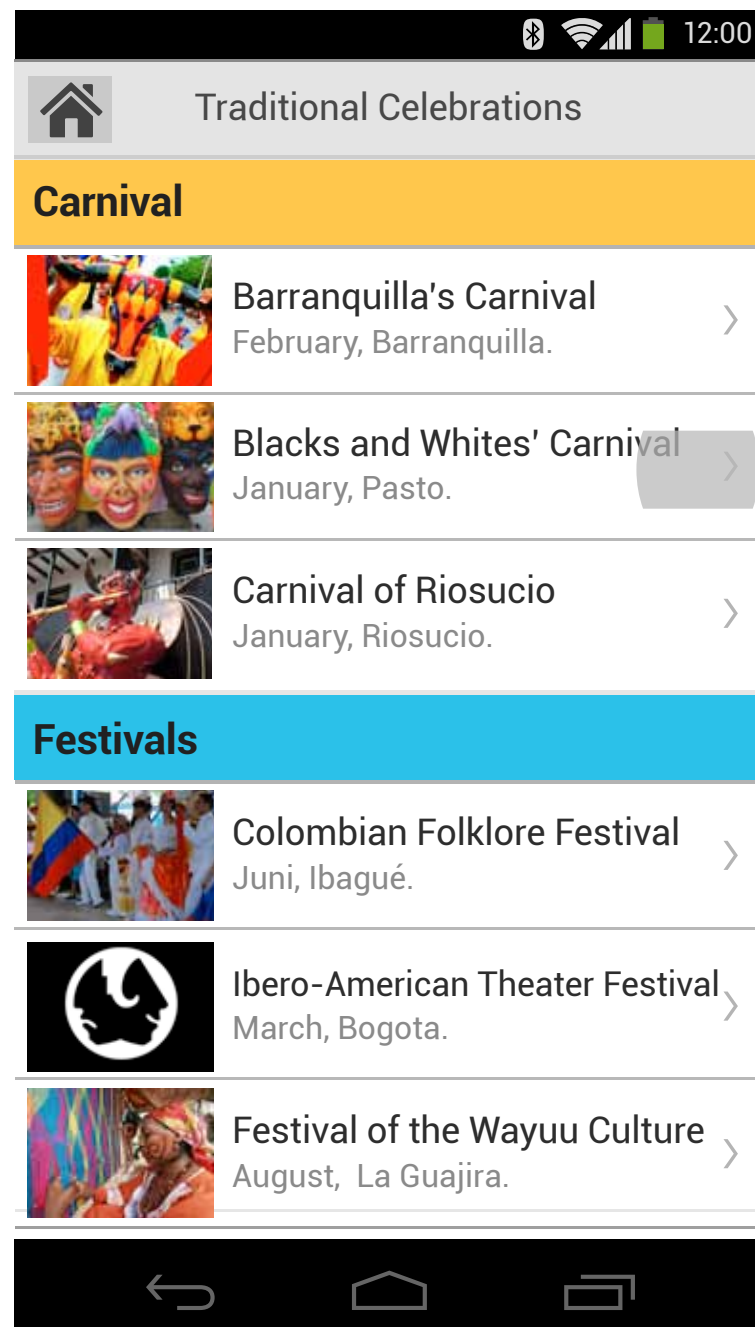 12:00
Traditional Celebrations
Carnival
Barranquilla's Carnival
February, Barranquilla.
Blacks and Whites' Carnival
January, Pasto.
Carnival of Riosucio
January, Riosucio.
Festivals
Colombian Folklore Festival
Juni, Ibagué.
Ibero-American Theater Festival
March, Bogota.
Festival of the Wayuu Culture
August, La Guajira.